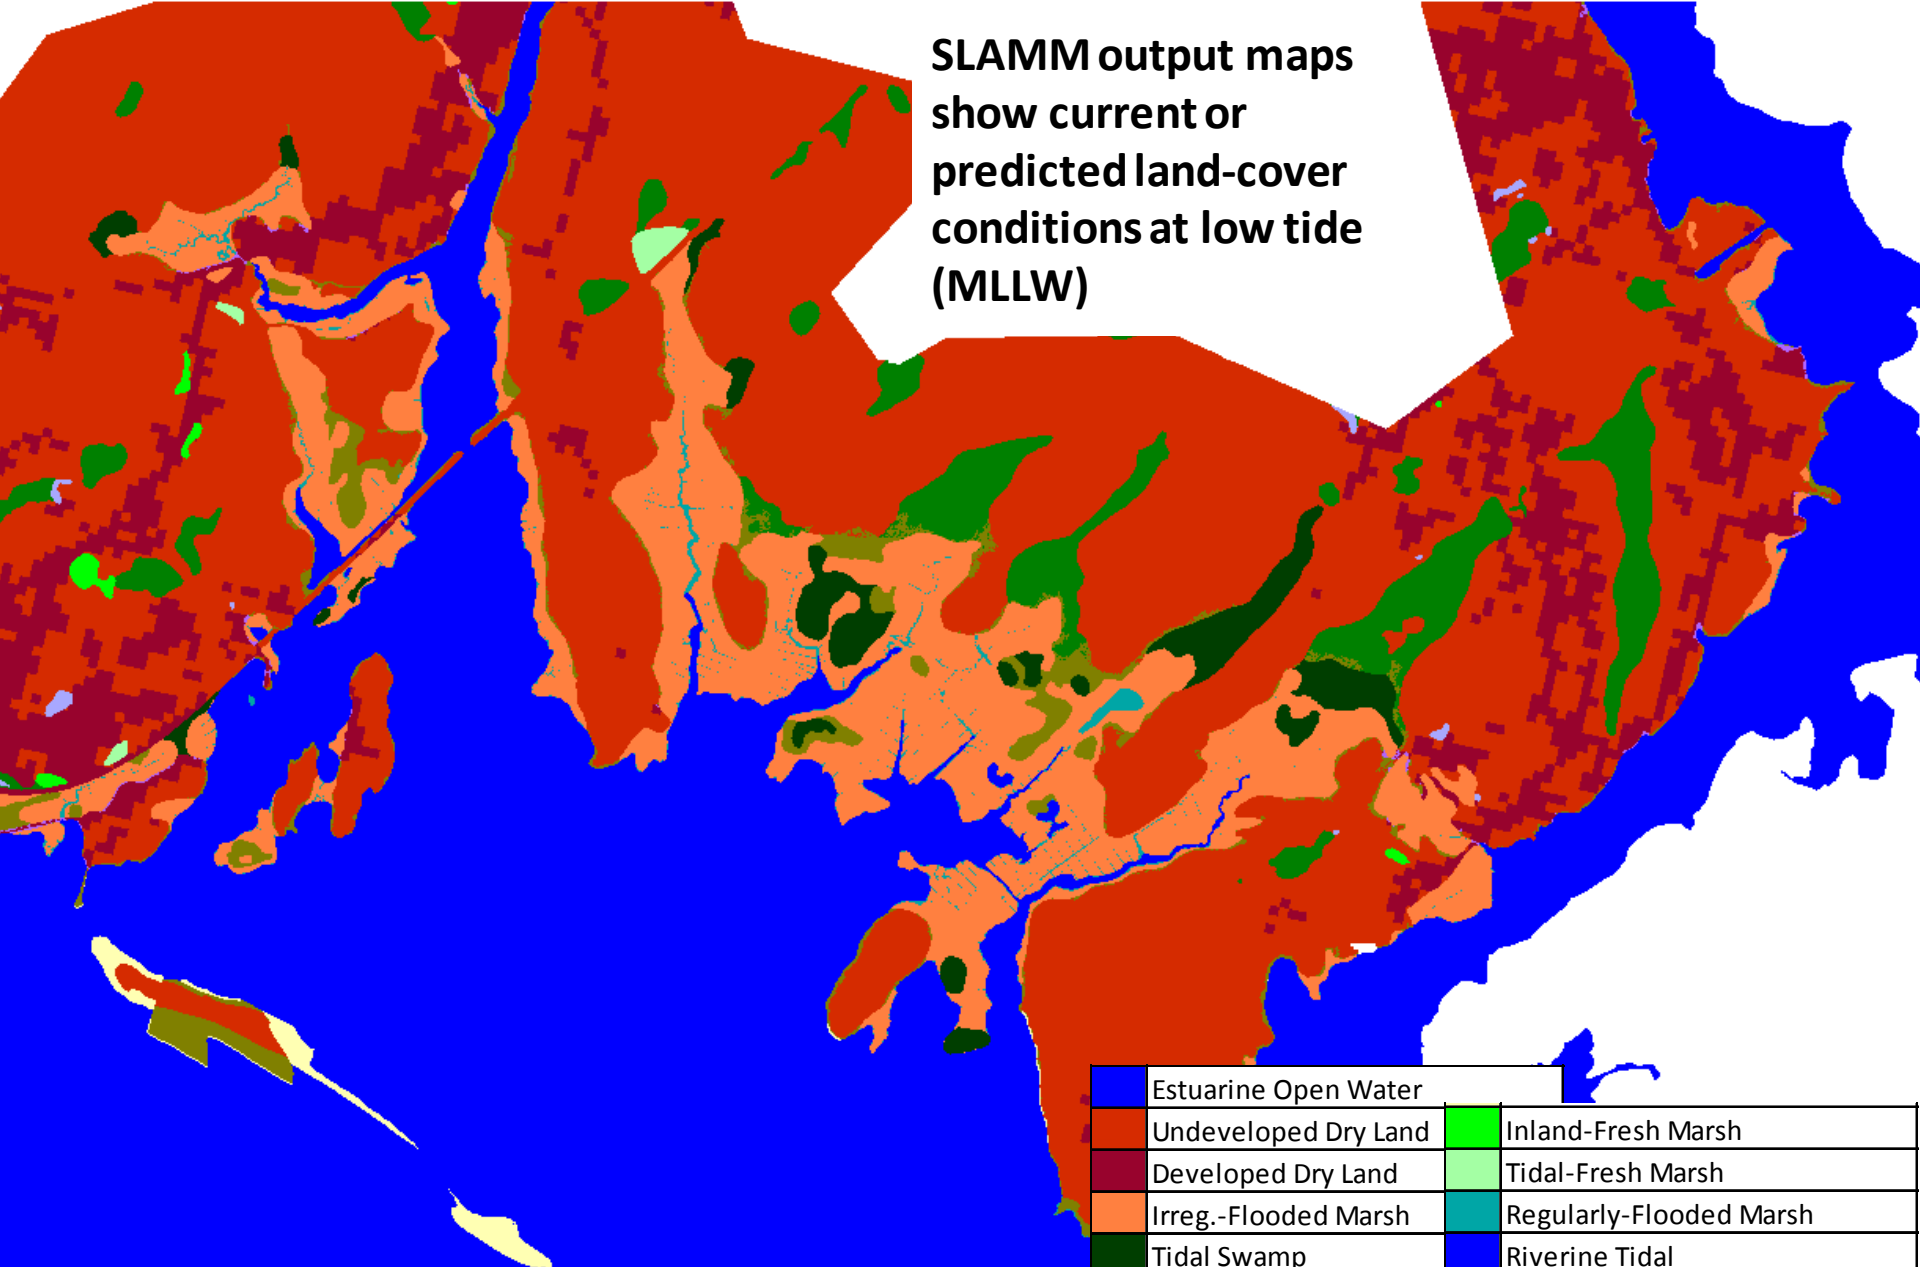 SLAMM output maps
show current or
predicted land-cover
conditions at low tide
(MLLW)
Estuarine Open Water
Undeveloped Dry Land
Inland-Fresh Marsh
Developed Dry Land
Tidal-Fresh Marsh
Irreg.-Flooded Marsh
Regularly-Flooded Marsh
Tidal Swamp
Riverine Tidal